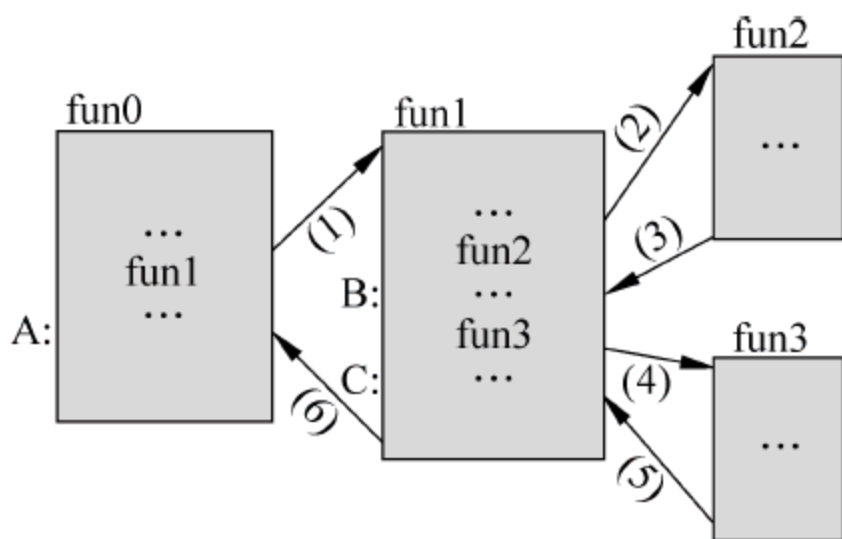 fun0
...
fun1
...
A:
(1)
(6)
fun1
...
fun2
B: ...
fun3
C: ...
(2)
(3)
(4)
(5)
fun2
...
fun3
...